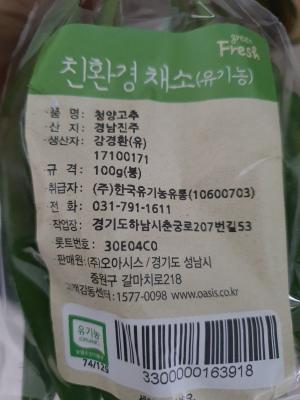 green
Fresh
친환경채소(유기농)
품 명: 청양고추
산 지: 경남진주
생산자: 강경환(유)
17100171
규 격: 100g(봉)
취급자: (주)한국유기농유통(10600703)
전 화: 031-791-1611
작업장: 경기도하남시춘궁로207번길53
롯트번호: 30E04C0
판매원: (주)오아시스/경기도 성남시
중원구 갈마치로218
고객감동센터: 1577-0098 www.oasis.co.kr
유기농
(ORGANIC)
74/125
3300000163918